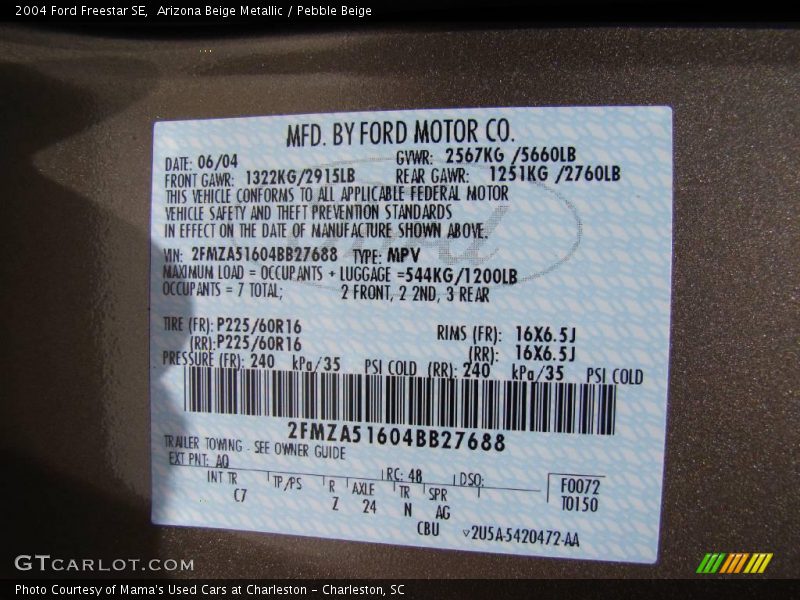 2004 Ford Freestar SE,  Arizona Beige Metallic / Pebble Beige
MFD. BY FORD MOTOR CO.
DATE: 06/04 GVWR: 2567KG /5660LB
FRONT GAWR: 1322KG/2915LB REAR GAWR: 1251KG /2760LB
THIS VEHICLE CONFORMS TO ALL APPLICABLE FEDERAL MOTOR
VEHICLE SAFETY AND THEFT PREVENTION STANDARDS
IN EFFECT ON THE DATE OF MANUFACTURE SHOWN ABOVE.
VIN: 2FMZA51604BB27688 TYPE: MPV
MAXIMUM LOAD = OCCUPANTS + LUGGAGE =544KG/1200LB
OCCUPANTS = 7 TOTAL; 2 FRONT, 2 2ND, 3 REAR
TIRE (FR): P225/60R16 RIMS (FR): 16X6.5J
(RR):P225/60R16 (RR): 16X6.5J
PRESSURE (FR): 240 kPa/35 PSI COLD (RR): 240 kPa/35 PSI COLD
2FMZA51604BB27688
TRAILER TOWING - SEE OWNER GUIDE
EXT PNT: AQ RC: 48 DSO: F0072
INT TR TP/PS R AXLE TR SPR T0150
C7 Z 24 N AG
CBU 2U5A-5420472-AA
GTCARLOT.COM
Photo Courtesy of Mama's Used Cars at Charleston - Charleston, SC